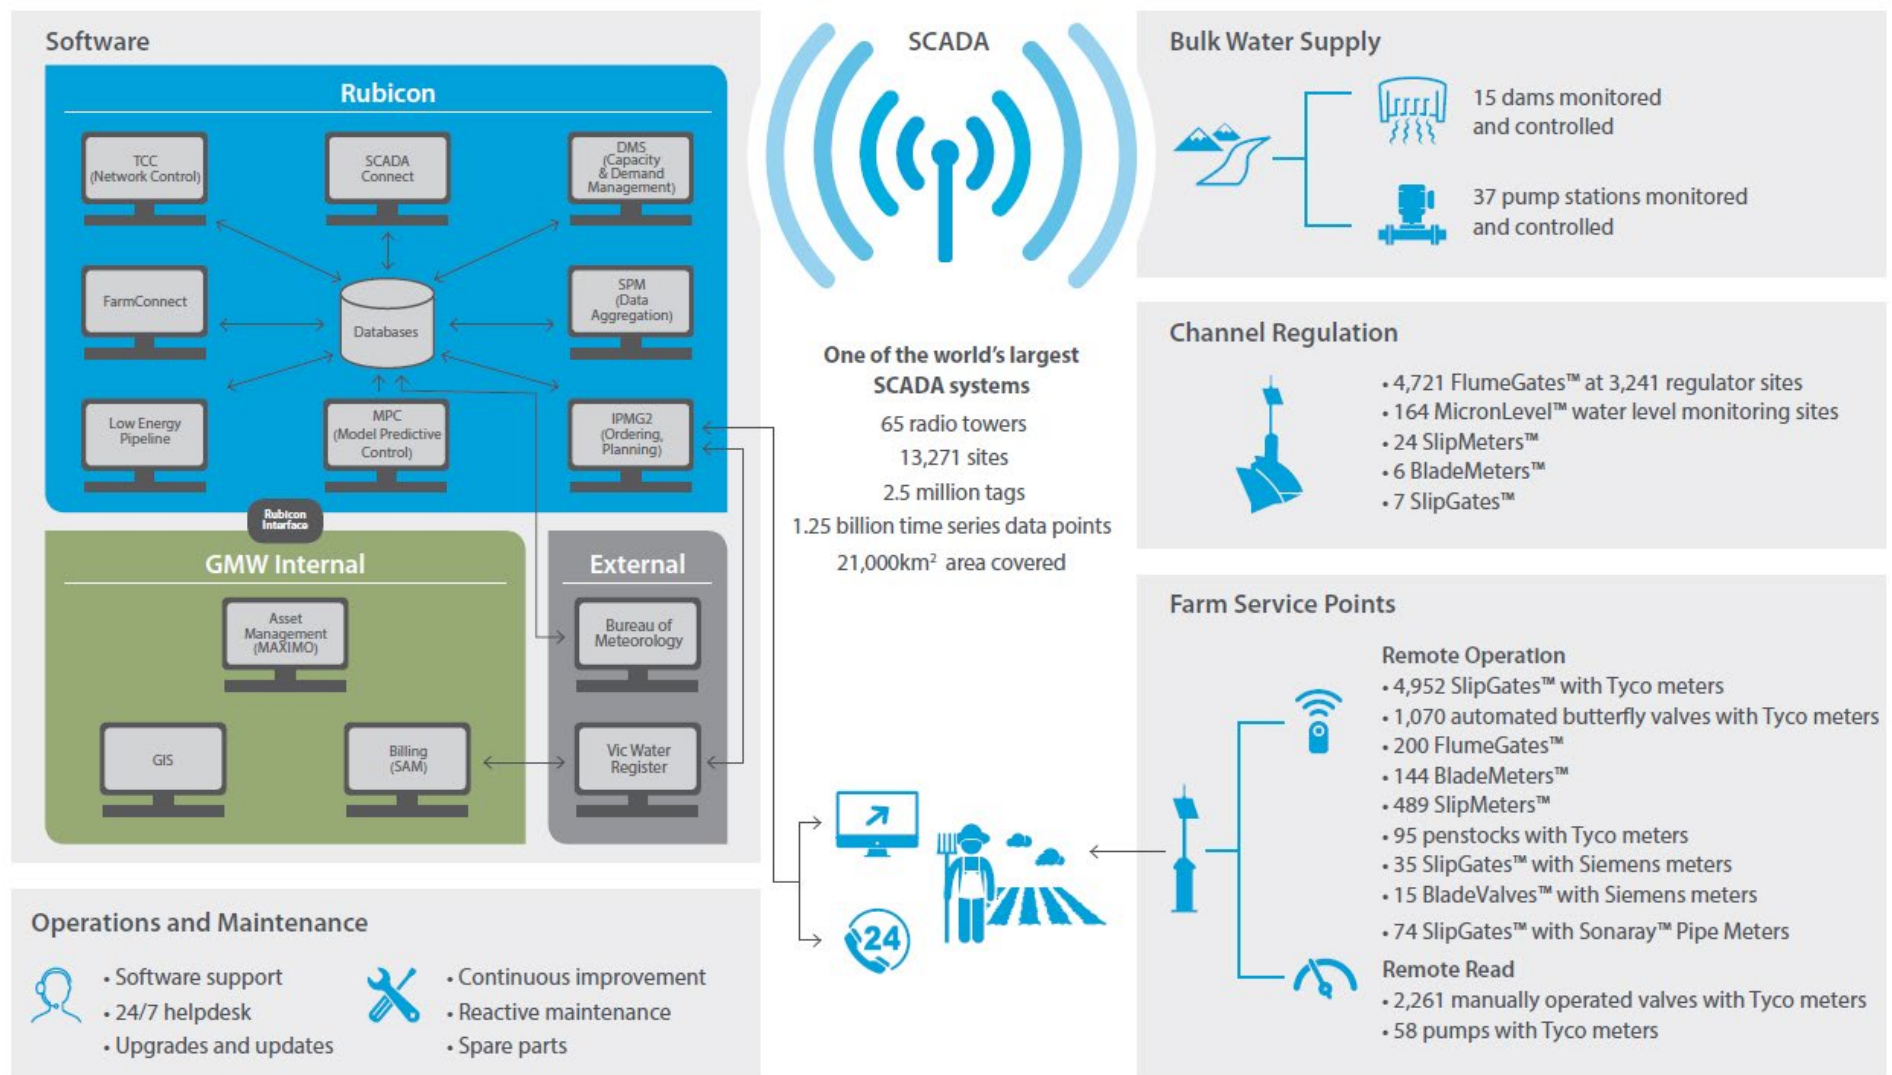 Software
Rubicon
TCC
(Network Control)
SCADA
Connect
DMS
(Capacity
& Demand
Management)
FarmConnect
Databases
SPM
(Data
Aggregation)
Low Energy
Pipeline
MPC
(Model Predictive
Control)
IPMG2
(Ordering,
Planning)
Rubicon
Interface
GMW Internal
Asset
Management
(MAXIMO)
GIS
Billing
(SAM)
External
Bureau of
Meteorology
Vic Water
Register
Operations and Maintenance
• Software support
• 24/7 helpdesk
• Upgrades and updates
• Continuous improvement
• Reactive maintenance
• Spare parts
SCADA
One of the world's largest
SCADA systems
65 radio towers
13,271 sites
2.5 million tags
1.25 billion time series data points
21,000km² area covered
24
Bulk Water Supply
15 dams monitored
and controlled
37 pump stations monitored
and controlled
Channel Regulation
• 4,721 FlumeGates™ at 3,241 regulator sites
• 164 MicronLevel™ water level monitoring sites
• 24 SlipMeters™
• 6 BladeMeters™
• 7 SlipGates™
Farm Service Points
Remote Operation
• 4,952 SlipGates™ with Tyco meters
• 1,070 automated butterfly valves with Tyco meters
• 200 FlumeGates™
• 144 BladeMeters™
• 489 SlipMeters™
• 95 penstocks with Tyco meters
• 35 SlipGates™ with Siemens meters
• 15 BladeValves™ with Siemens meters
• 74 SlipGates™ with Sonaray™ Pipe Meters
Remote Read
• 2,261 manually operated valves with Tyco meters
• 58 pumps with Tyco meters